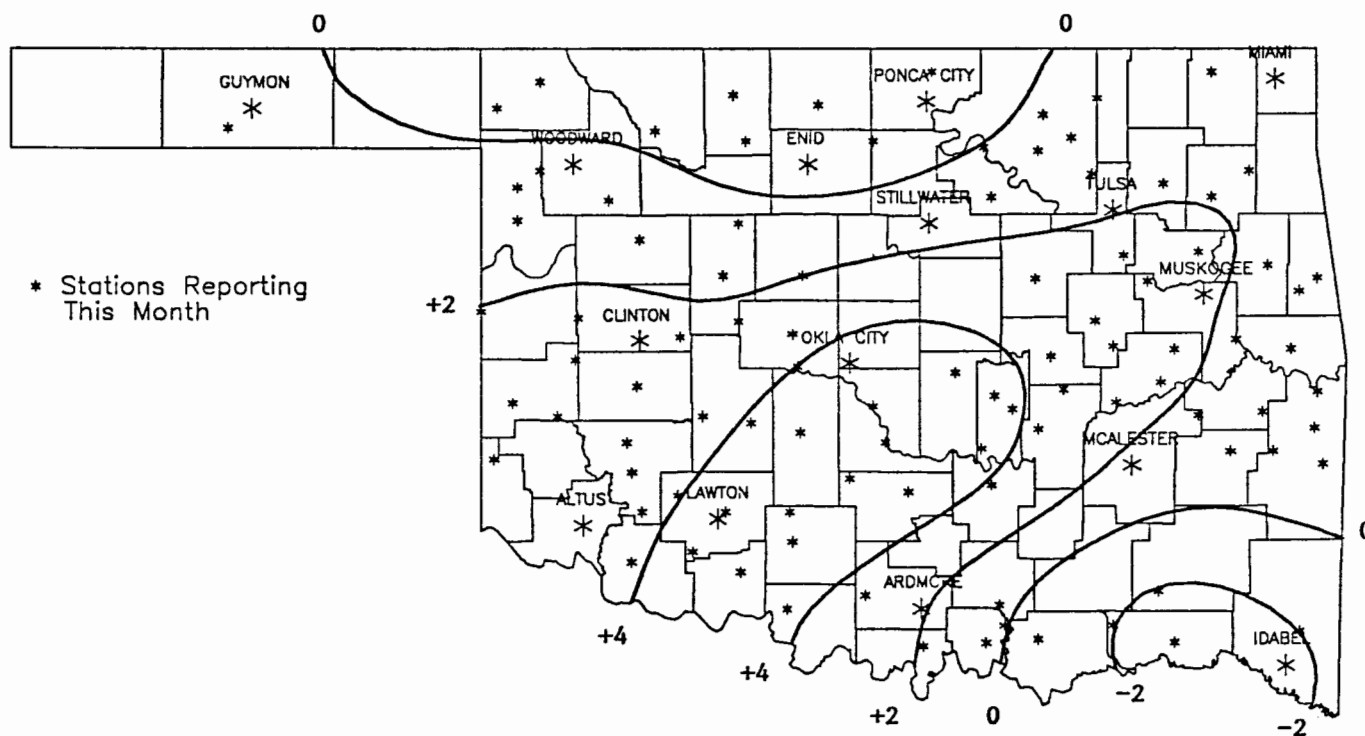 0 0
MIAMI
GUYMON PONCA CITY
WOODWARD ENID
TULSA
STILLWATER
* Stations Reporting
This Month
MUSKOGEE
+2
CLINTON
OKLA CITY
MCALESTER
LAWTON
ALTUS
0
ARDMORE
+4
IDABEL
+4
-2
+2 0
-2